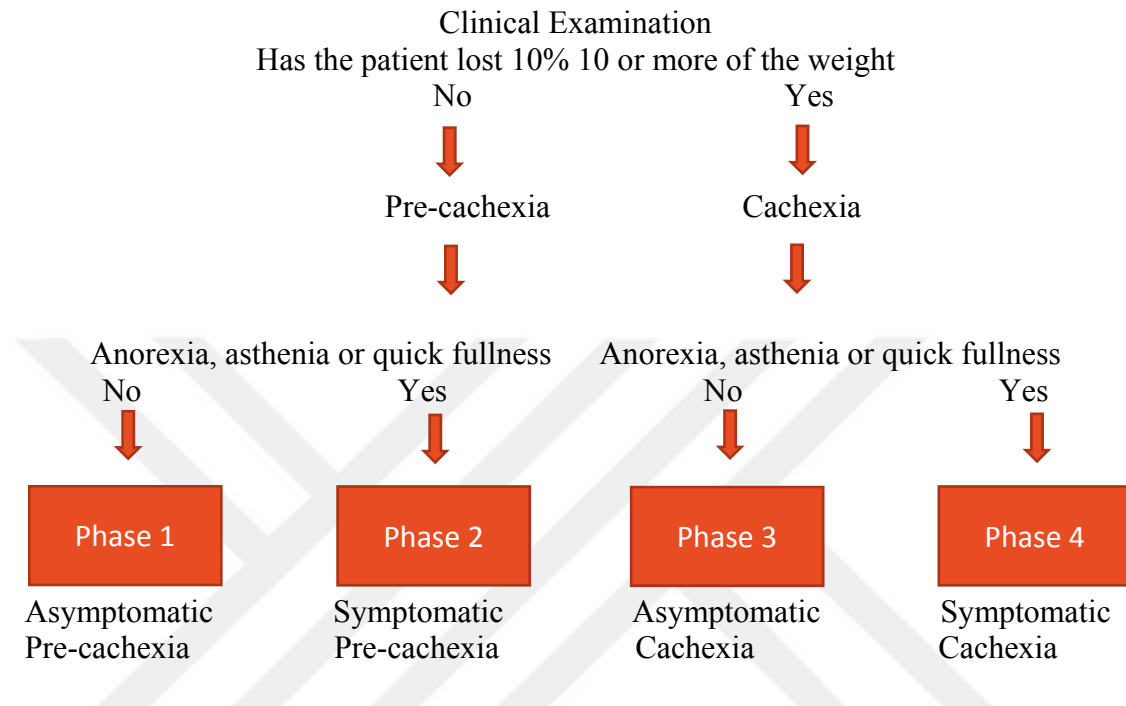 Clinical Examination
Has the patient lost 10% 10 or more of the weight
No Yes
Pre-cachexia Cachexia
Anorexia, asthenia or quick fullness Anorexia, asthenia or quick fullness
No Yes No Yes
Phase 1 Phase 2 Phase 3 Phase 4
Asymptomatic Symptomatic Asymptomatic Symptomatic
Pre-cachexia Pre-cachexia Cachexia Cachexia